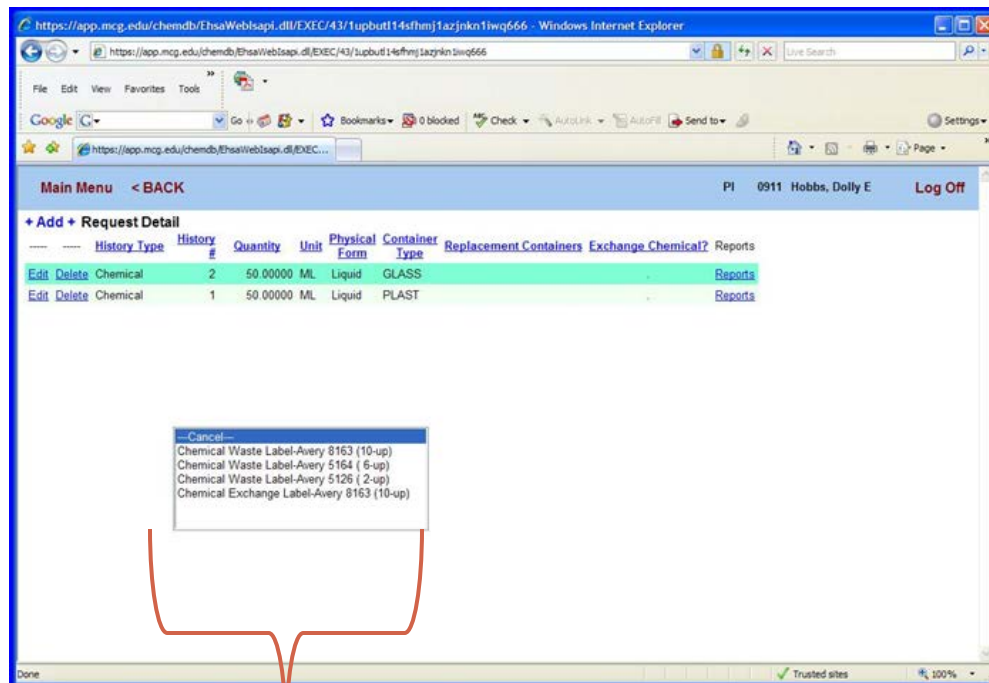 https://app.mcg.edu/chemdb/EhsaWebIsapi.dll/EXEC/43/1upbutl14sfhmj1azjnkn1iwq666 - Windows Internet Explorer
https://app.mcg.edu/chemdb/EhsaWebIsapi.dll/EXEC/43/1upbutl14sfhmj1azjnkn1iwq666 Live Search
File Edit View Favorites Tools »
Google G Go Bookmarks 0 blocked Check AutoLink AutoFill Send to Settings
https://app.mcg.edu/chemdb/EhsaWebIsapi.dll/EXEC... Page »
Main Menu < BACK PI 0911 Hobbs, Dolly E Log Off
+ Add + Request Detail
----- ----- History Type History # Quantity Unit Physical Form Container Type Replacement Containers Exchange Chemical? Reports
Edit Delete Chemical 2 50.00000 ML Liquid GLASS . Reports
Edit Delete Chemical 1 50.00000 ML Liquid PLAST . Reports
---Cancel---
Chemical Waste Label-Avery 8163 (10-up)
Chemical Waste Label-Avery 5164 ( 6-up)
Chemical Waste Label-Avery 5126 ( 2-up)
Chemical Exchange Label-Avery 8163 (10-up)
Done Trusted sites 100%